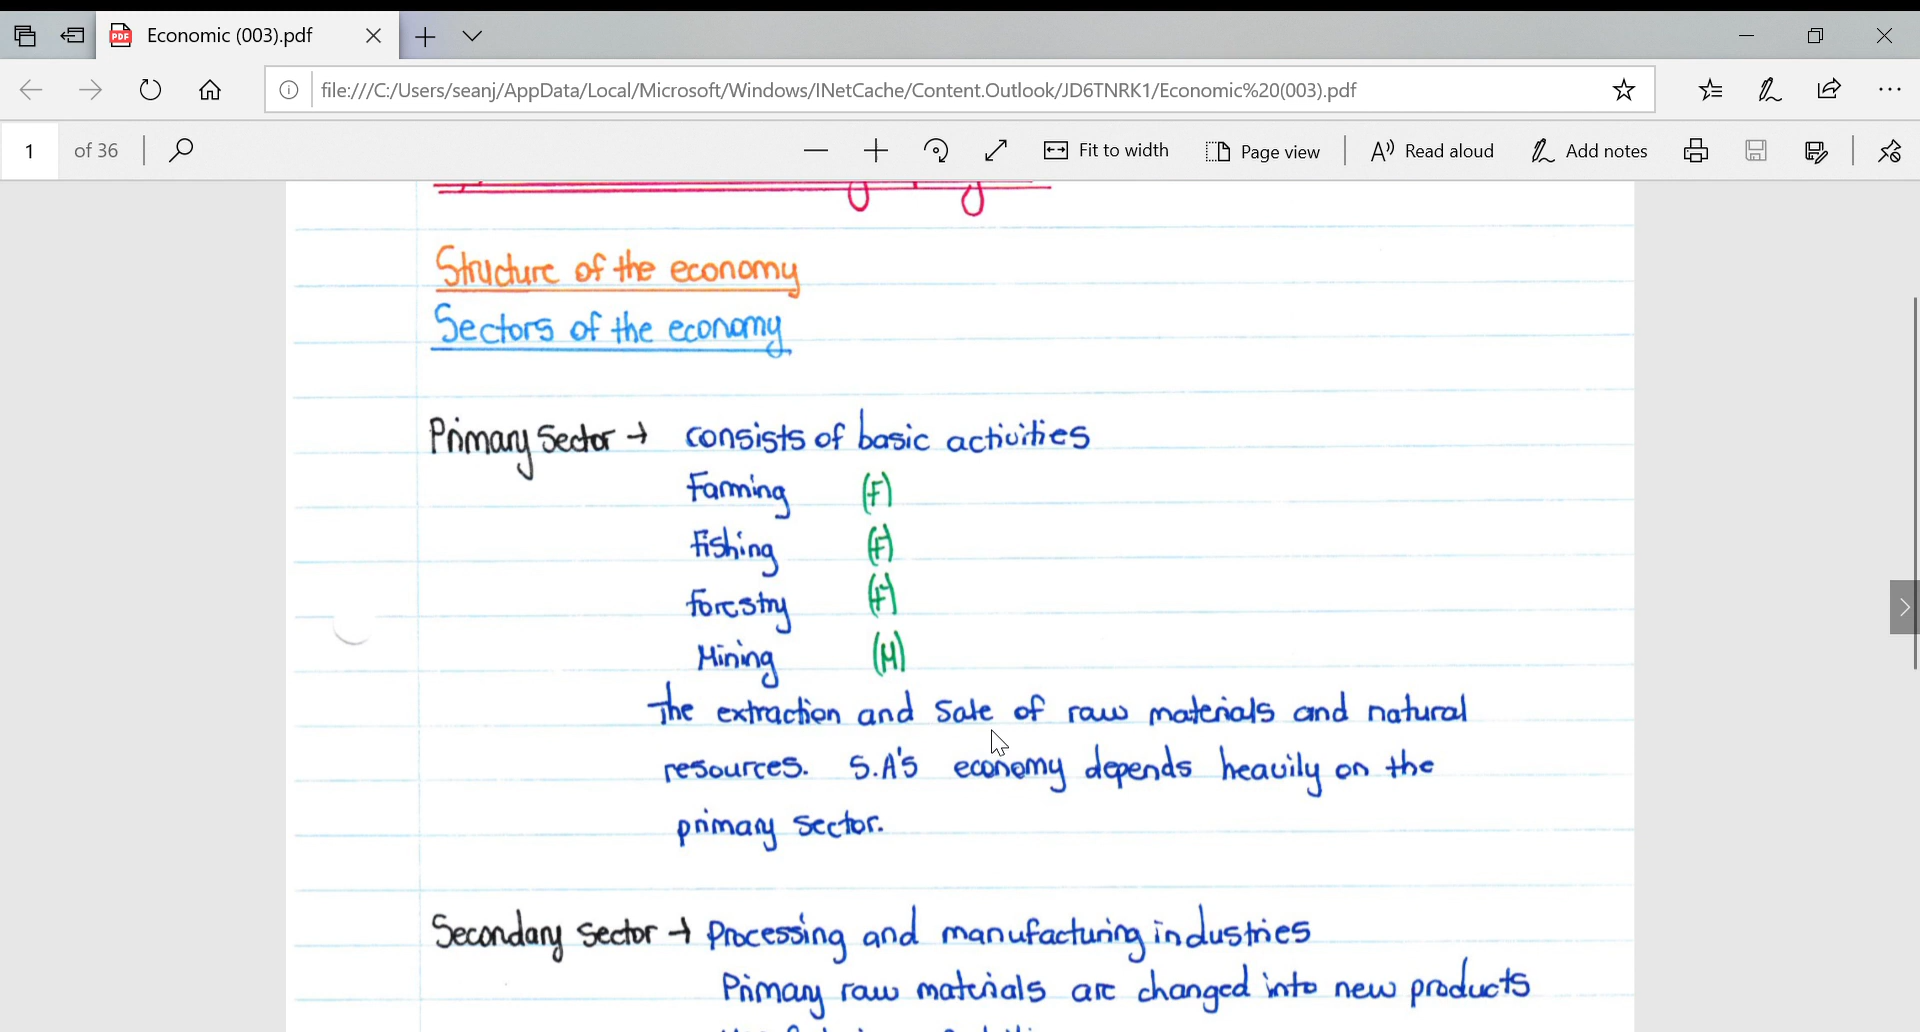 Economic (003).pdf
file:///C:/Users/seanj/AppData/Local/Microsoft/Windows/INetCache/Content.Outlook/JD6TNRK1/Economic%20(003).pdf
1 of 36
Fit to width
Page view
Read aloud
Add notes
Structure of the economy
Sectors of the economy
Primary Sector → consists of basic activities
Farming (F)
Fishing (F)
Forestry (F)
Mining (M)
The extraction and Sale of raw materials and natural
resources. S.A's economy depends heavily on the
primary sector.
Secondary sector → Processing and manufacturing industries
Primary raw materials are changed into new products